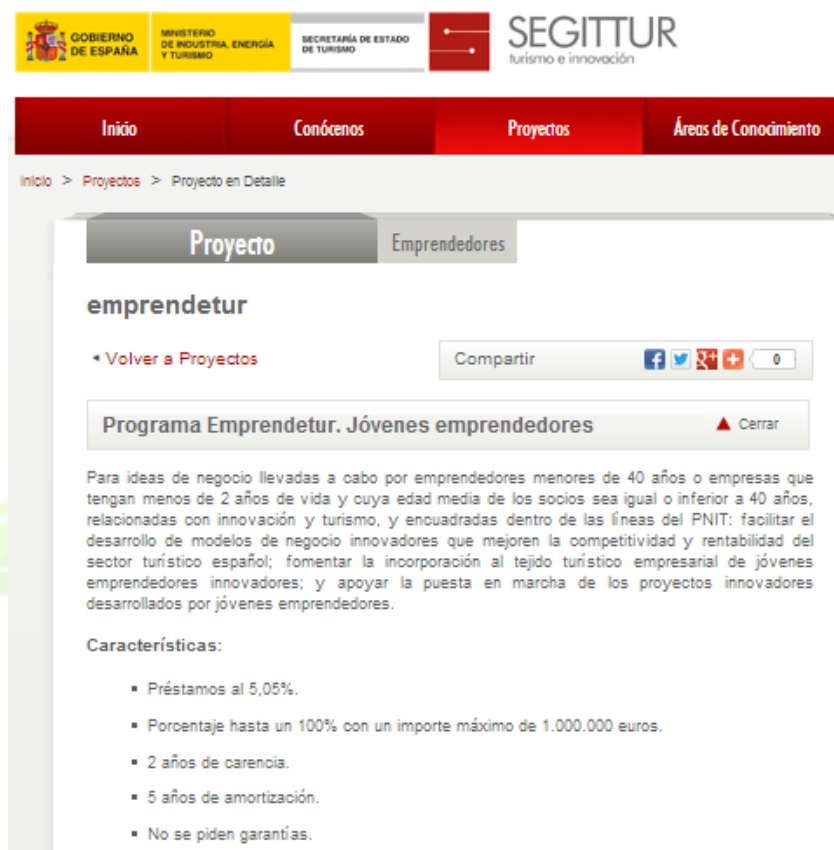 GOBIERNO
DE ESPAÑA
MINISTERIO
DE INDUSTRIA, ENERGÍA
Y TURISMO
SECRETARÍA DE ESTADO
DE TURISMO
SEGITTUR
turismo e innovación
Inicio Conócenos Proyectos Áreas de Conocimiento
Inicio > Proyectos > Proyecto en Detalle
Proyecto Emprendedores
emprendetur
Volver a Proyectos Compartir 0
Programa Emprendetur. Jóvenes emprendedores Cerrar
Para ideas de negocio llevadas a cabo por emprendedores menores de 40 años o empresas que
tengan menos de 2 años de vida y cuya edad media de los socios sea igual o inferior a 40 años,
relacionadas con innovación y turismo, y encuadradas dentro de las líneas del PNIT: facilitar el
desarrollo de modelos de negocio innovadores que mejoren la competitividad y rentabilidad del
sector turístico español; fomentar la incorporación al tejido turístico empresarial de jóvenes
emprendedores innovadores; y apoyar la puesta en marcha de los proyectos innovadores
desarrollados por jóvenes emprendedores.
Características:
▪ Préstamos al 5,05%.
▪ Porcentaje hasta un 100% con un importe máximo de 1.000.000 euros.
▪ 2 años de carencia.
▪ 5 años de amortización.
▪ No se piden garantías.